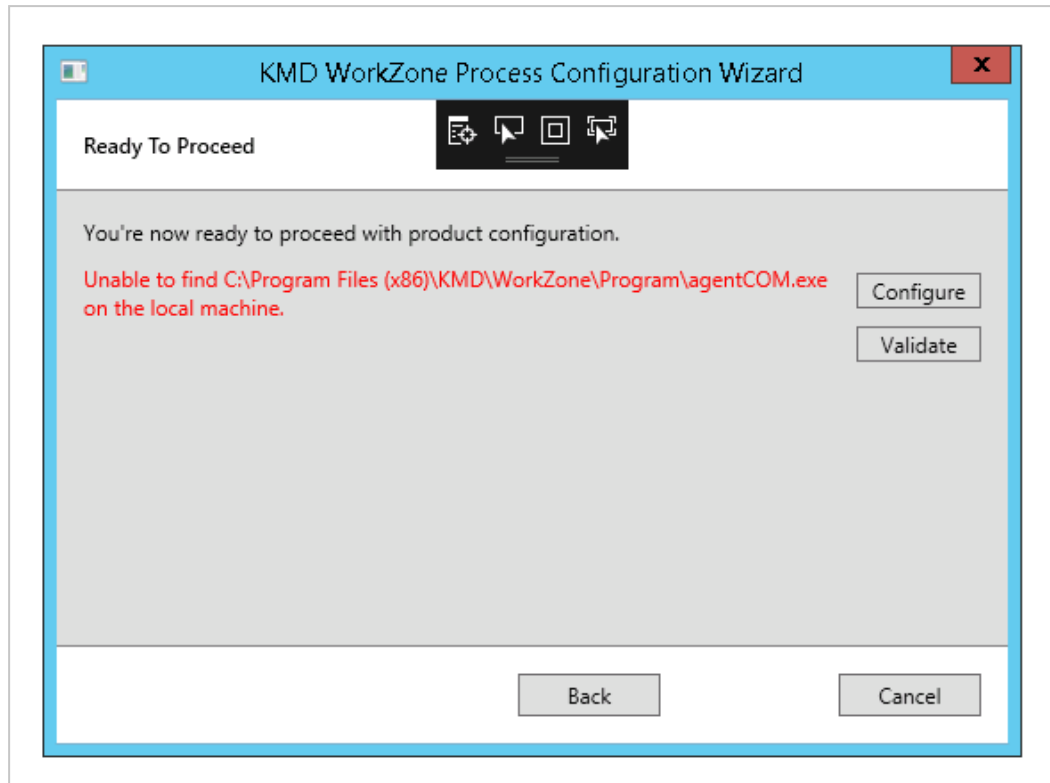 KMD WorkZone Process Configuration Wizard
x
Ready To Proceed
You're now ready to proceed with product configuration.
Unable to find C:\Program Files (x86)\KMD\WorkZone\Program\agentCOM.exe
on the local machine.
Configure
Validate
Back
Cancel